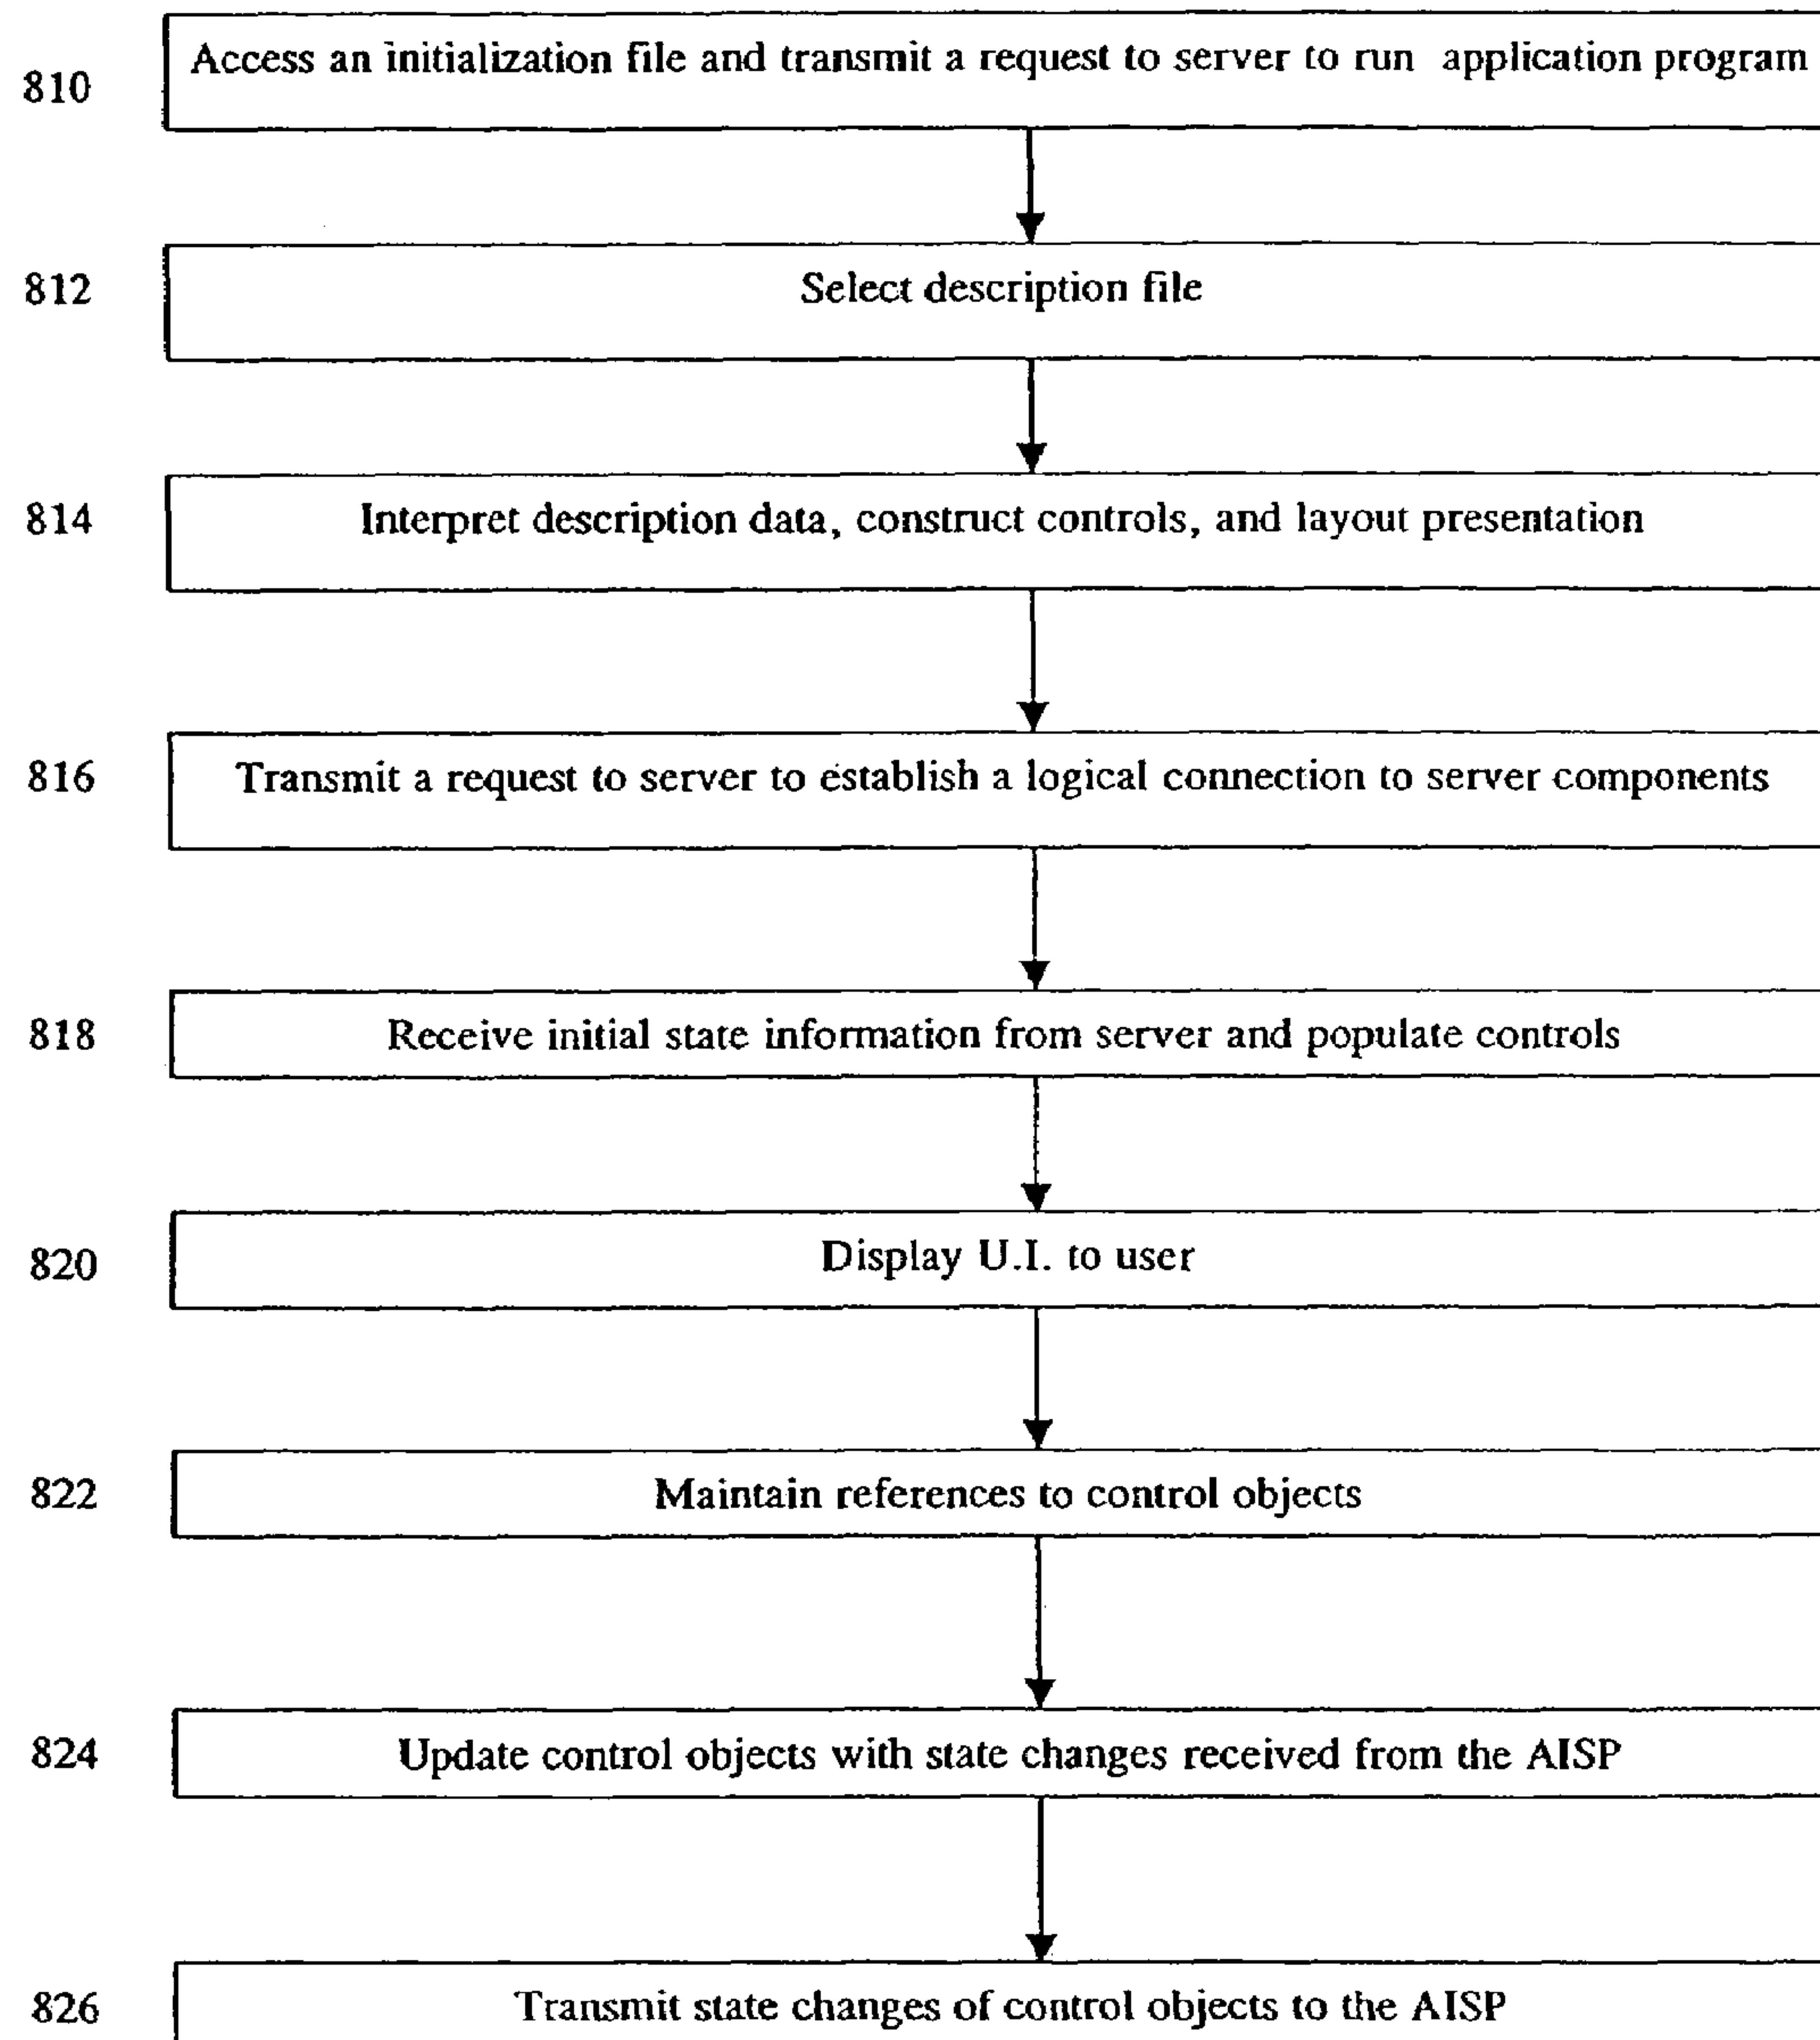 810 Access an initialization file and transmit a request to server to run application program
812 Select description file
814 Interpret description data, construct controls, and layout presentation
816 Transmit a request to server to establish a logical connection to server components
818 Receive initial state information from server and populate controls
820 Display U.I. to user
822 Maintain references to control objects
824 Update control objects with state changes received from the AISP
826 Transmit state changes of control objects to the AISP